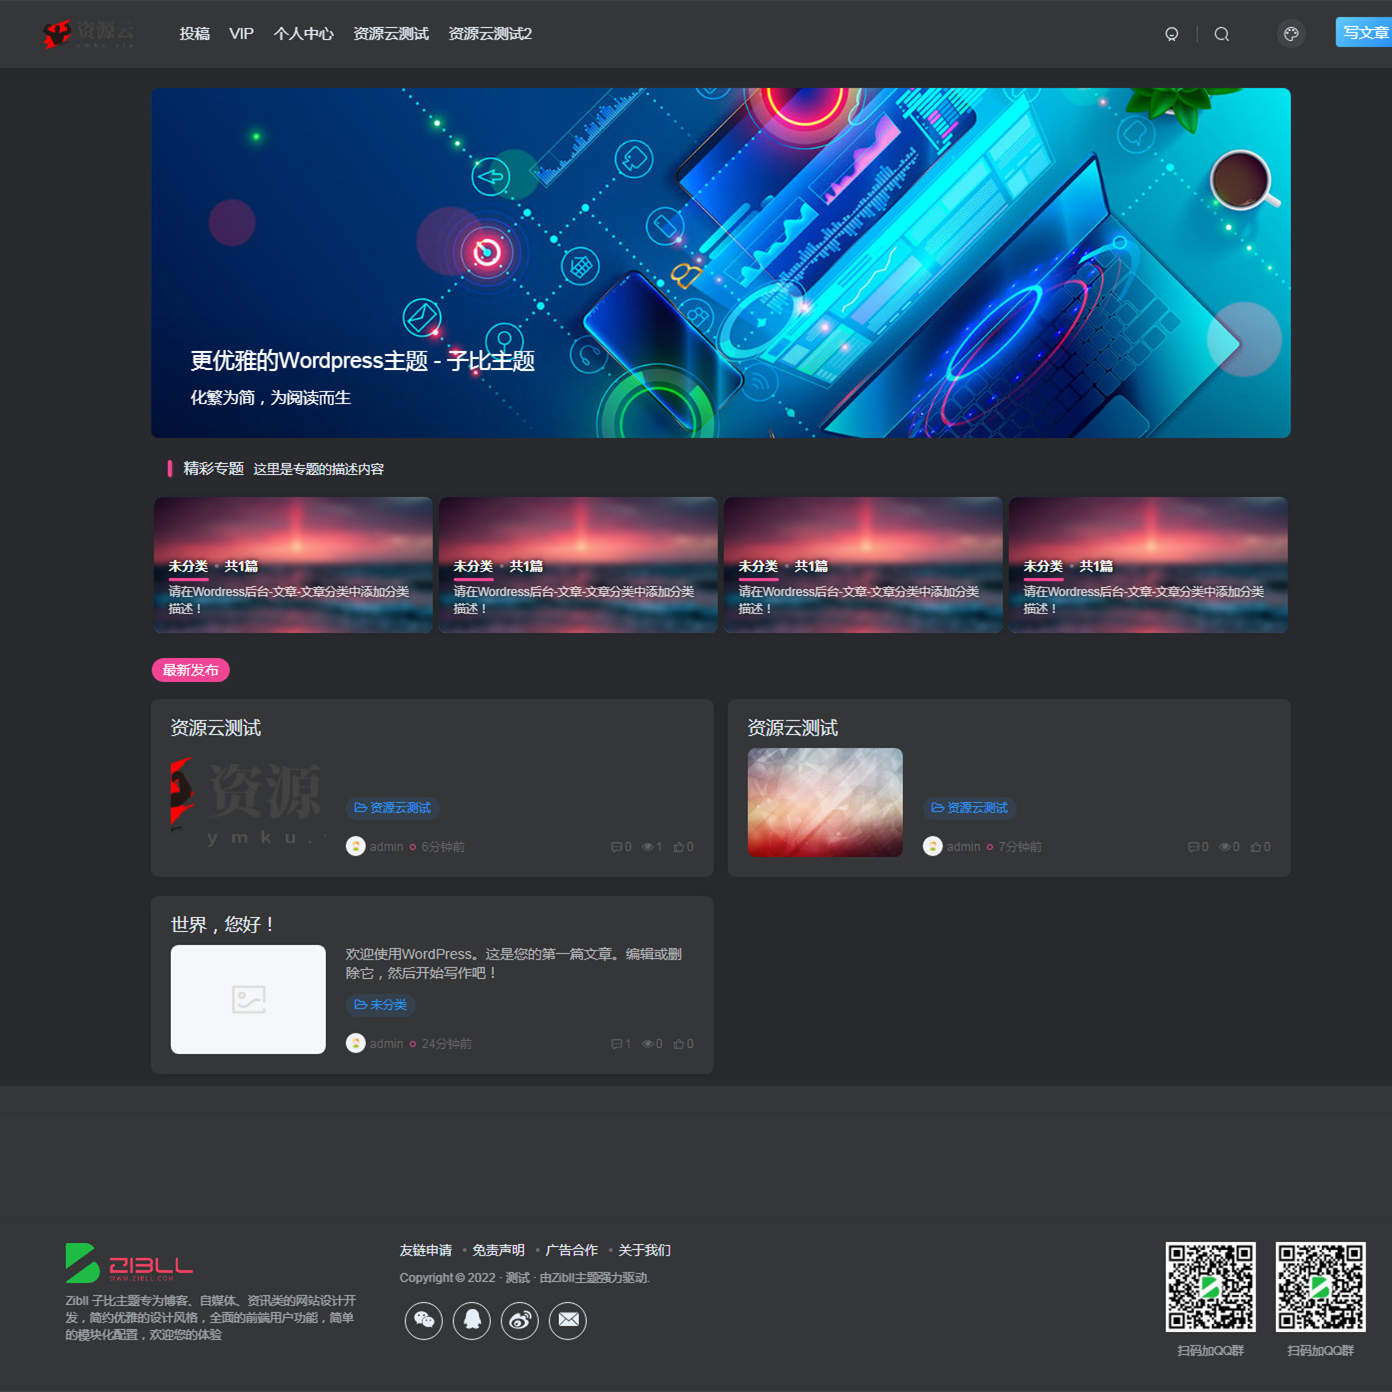 资源云
投稿 VIP 个人中心 资源云测试 资源云测试2
写文章
更优雅的Wordpress主题 - 子比主题
化繁为简，为阅读而生
精彩专题 这里是专题的描述内容
未分类 • 共1篇
请在Wordress后台-文章-文章分类中添加分类
描述！
未分类 • 共1篇
请在Wordress后台-文章-文章分类中添加分类
描述！
未分类 • 共1篇
请在Wordress后台-文章-文章分类中添加分类
描述！
未分类 • 共1篇
请在Wordress后台-文章-文章分类中添加分类
描述！
最新发布
资源云测试
资源
ymku.
资源云测试
admin 6分钟前 0 1 0
资源云测试
资源云测试
admin 7分钟前 0 0 0
世界，您好！
欢迎使用WordPress。这是您的第一篇文章。编辑或删
除它，然后开始写作吧！
未分类
admin 24分钟前 1 0 0
ZIBLL
WWW.ZIBLL.COM
Zibll 子比主题专为博客、自媒体、资讯类的网站设计开
发，简约优雅的设计风格，全面的前端用户功能，简单
的模块化配置，欢迎您的体验
友链申请 • 免责声明 • 广告合作 • 关于我们
Copyright © 2022 · 测试 · 由Zibll主题强力驱动.
扫码加QQ群
扫码加QQ群